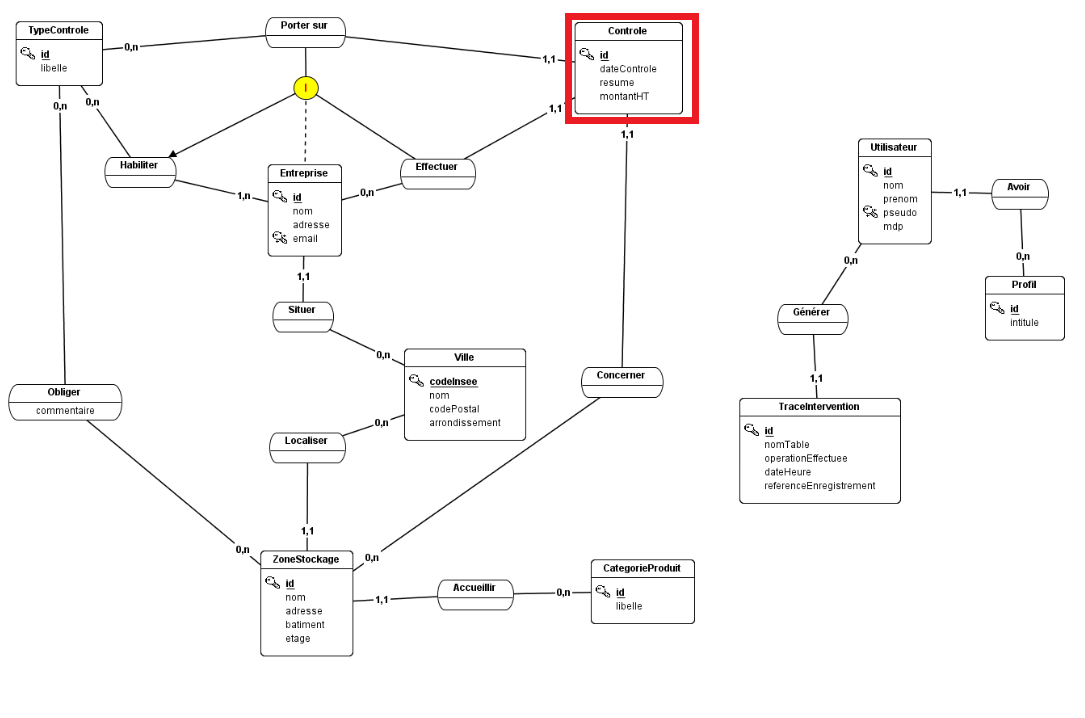 TypeControle
id
libelle
0,n
Porter sur
1,1
Controle
id
dateControle
resume
montantHT
0,n
0,n
I
1,1
1,1
Habiliter
1,n
Entreprise
id
nom
adresse
email
0,n
Effectuer
Utilisateur
id
nom
prenom
pseudo
mdp
1,1
Avoir
0,n
0,n
Profil
id
intitule
1,1
Situer
0,n
Générer
1,1
Ville
codeInsee
nom
codePostal
arrondissement
Concerner
Obliger
commentaire
0,n
Localiser
TraceIntervention
id
nomTable
operationEffectuee
dateHeure
referenceEnregistrement
1,1
0,n
0,n
ZoneStockage
id
nom
adresse
batiment
etage
1,1
Accueillir
0,n
CategorieProduit
id
libelle